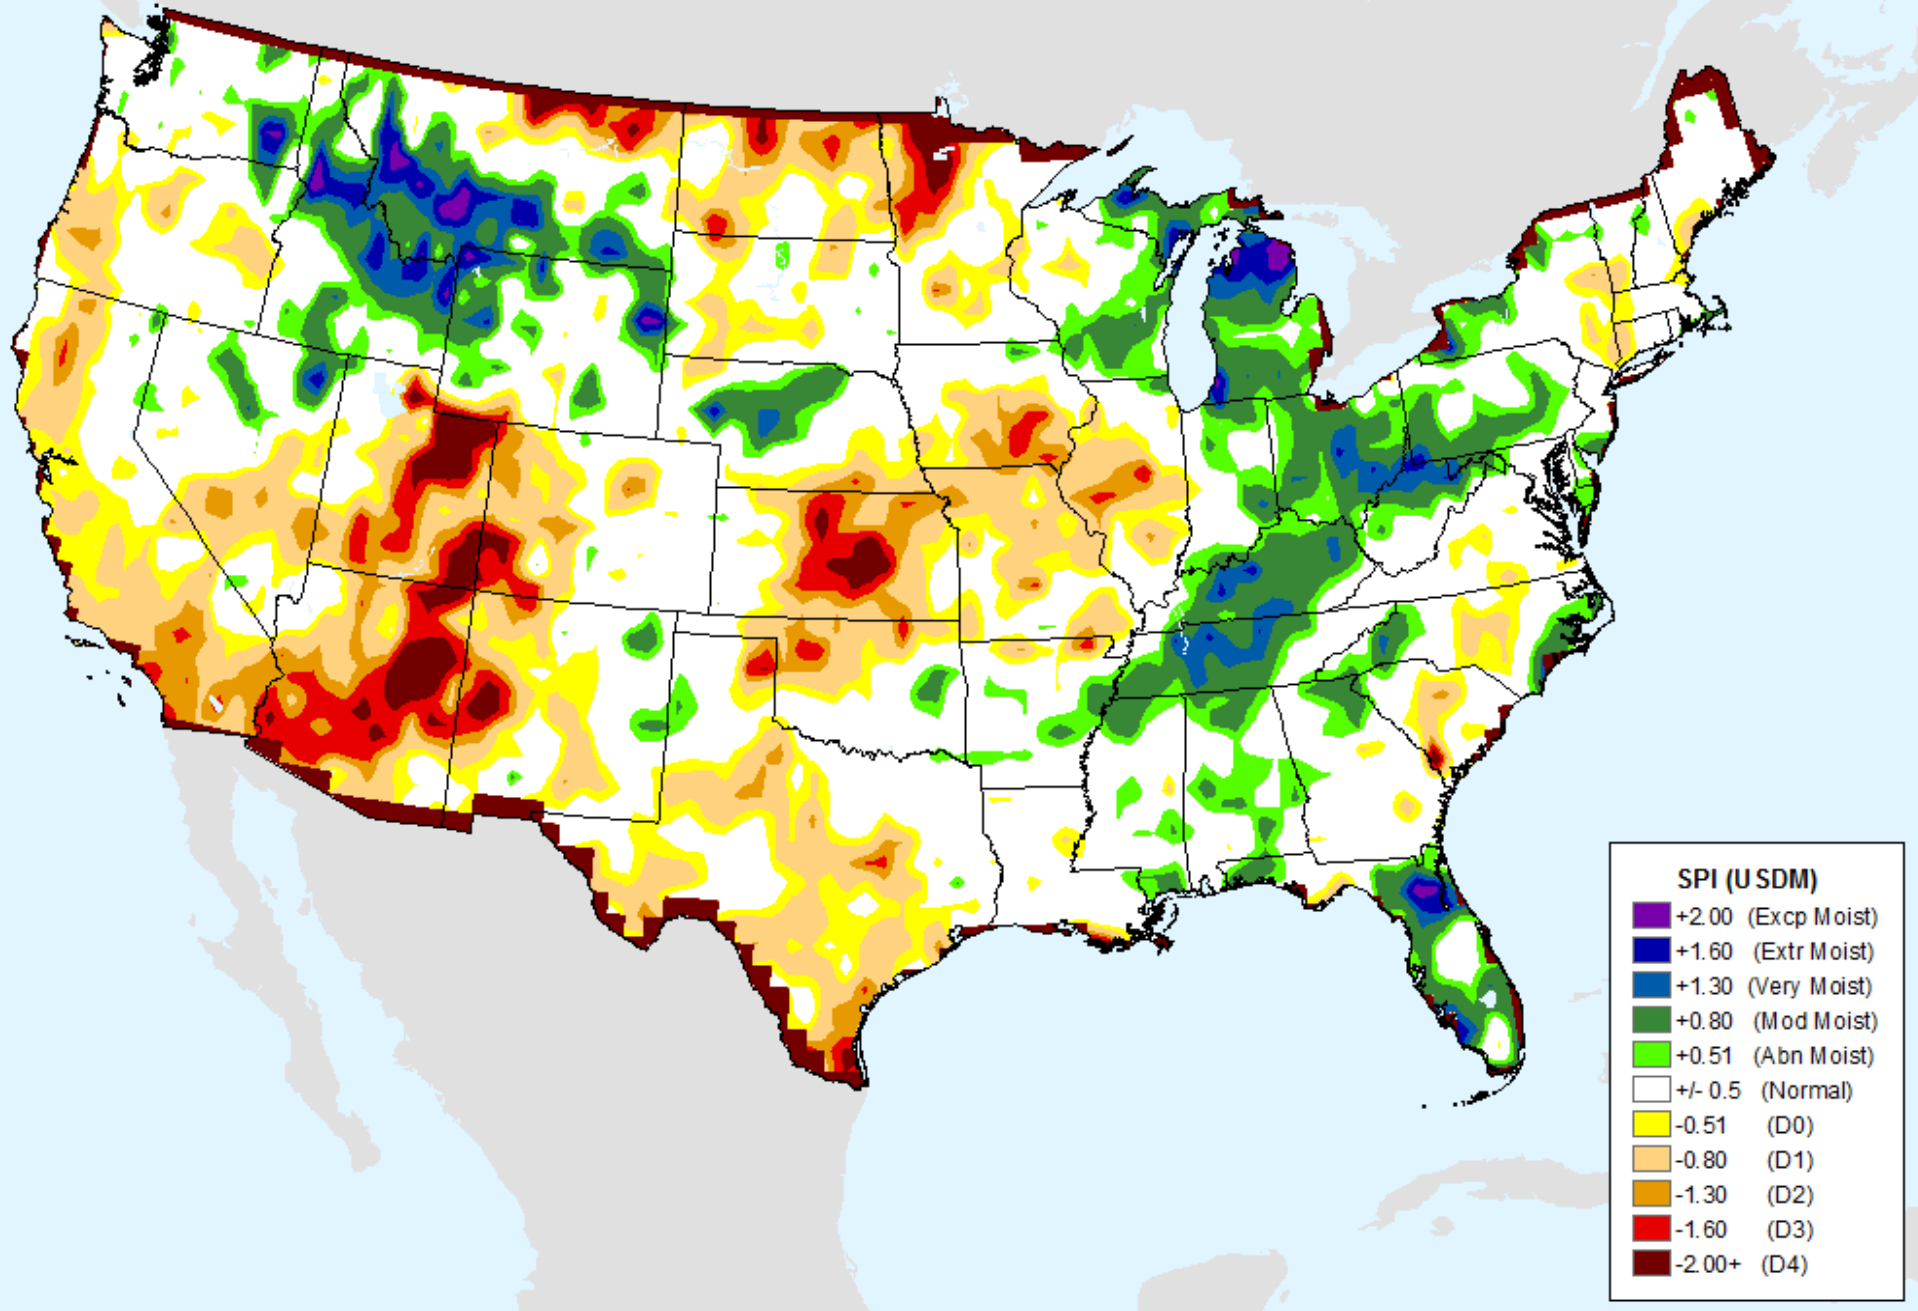 SPI (USDM)
+2.00 (Excp Moist)
+1.60 (Extr Moist)
+1.30 (Very Moist)
+0.80 (Mod Moist)
+0.51 (Abn Moist)
+/- 0.5 (Normal)
-0.51 (D0)
-0.80 (D1)
-1.30 (D2)
-1.60 (D3)
-2.00+ (D4)